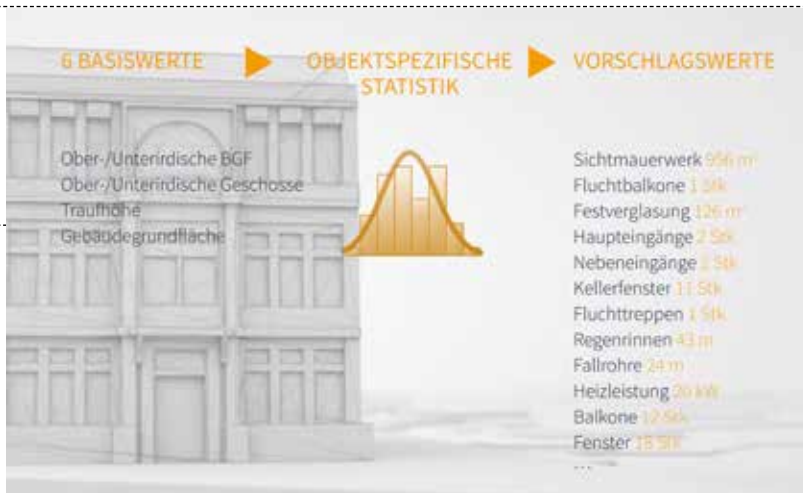 6 BASISWERTE
OBJEKTSPEZIFISCHE
STATISTIK
VORSCHLAGSWERTE
Ober-/Unterirdische BGF
Ober-/Unterirdische Geschosse
Traufhöhe
Gebäudegrundfläche
Sichtmauerwerk 956 m²
Fluchtbalkone 1 Stk
Festverglasung 126 m²
Haupteingänge 2 Stk
Nebeneingänge Stk
Kellerfenster 11 Stk
Fluchttreppen 1 Stk
Regenrinnen 43 m
Fallrohre 24 m
Heizleistung 20 kW
Balkone 12 Stk
Fenster 18 Stk
...